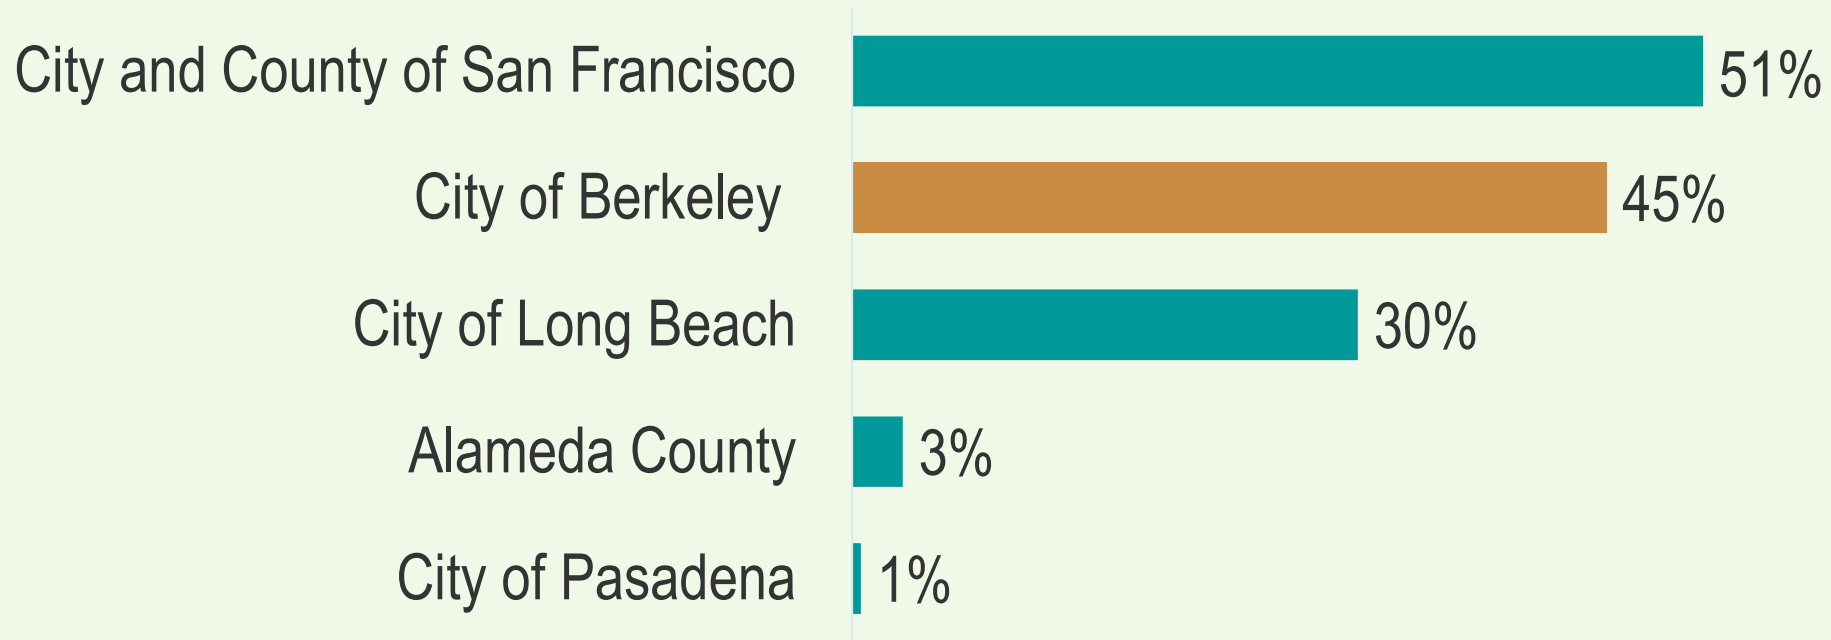 City and County of San Francisco 51%
City of Berkeley 45%
City of Long Beach 30%
Alameda County 3%
City of Pasadena 1%